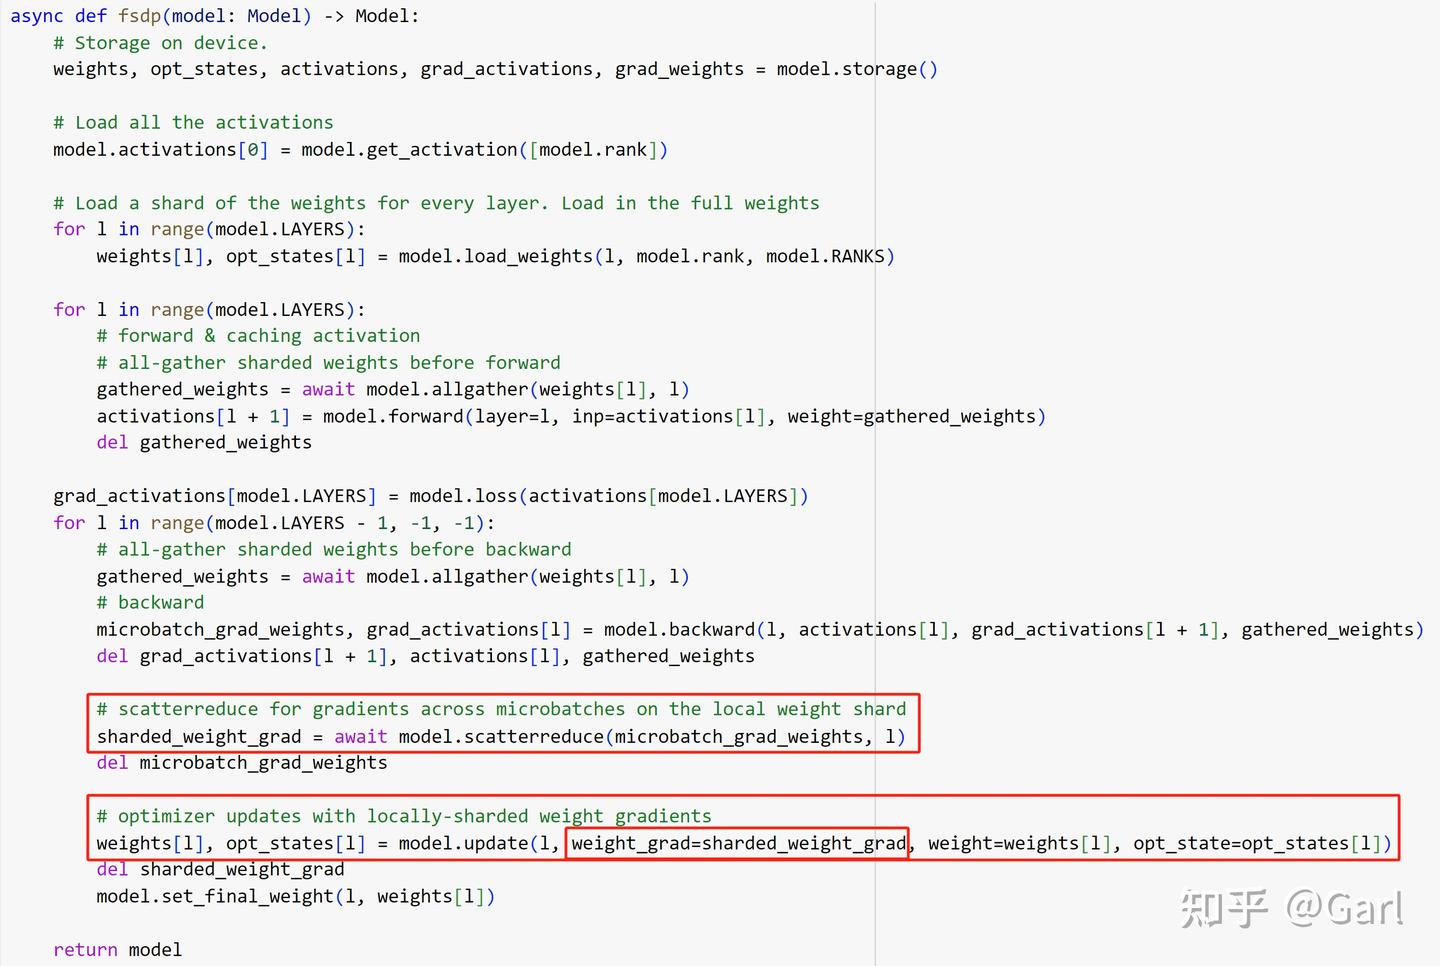 async def fsdp(model: Model) -> Model:
    # Storage on device.
    weights, opt_states, activations, grad_activations, grad_weights = model.storage()

    # Load all the activations
    model.activations[0] = model.get_activation([model.rank])

    # Load a shard of the weights for every layer. Load in the full weights
    for l in range(model.LAYERS):
        weights[l], opt_states[l] = model.load_weights(l, model.rank, model.RANKS)

    for l in range(model.LAYERS):
        # forward & caching activation
        # all-gather sharded weights before forward
        gathered_weights = await model.allgather(weights[l], l)
        activations[l + 1] = model.forward(layer=l, inp=activations[l], weight=gathered_weights)
        del gathered_weights

    grad_activations[model.LAYERS] = model.loss(activations[model.LAYERS])
    for l in range(model.LAYERS - 1, -1, -1):
        # all-gather sharded weights before backward
        gathered_weights = await model.allgather(weights[l], l)
        # backward
        microbatch_grad_weights, grad_activations[l] = model.backward(l, activations[l], grad_activations[l + 1], gathered_weights)
        del grad_activations[l + 1], activations[l], gathered_weights

        # scatterreduce for gradients across microbatches on the local weight shard
        sharded_weight_grad = await model.scatterreduce(microbatch_grad_weights, l)
        del microbatch_grad_weights

        # optimizer updates with locally-sharded weight gradients
        weights[l], opt_states[l] = model.update(l, weight_grad=sharded_weight_grad, weight=weights[l], opt_state=opt_states[l])
        del sharded_weight_grad
        model.set_final_weight(l, weights[l])

    return model
知乎 @Garl